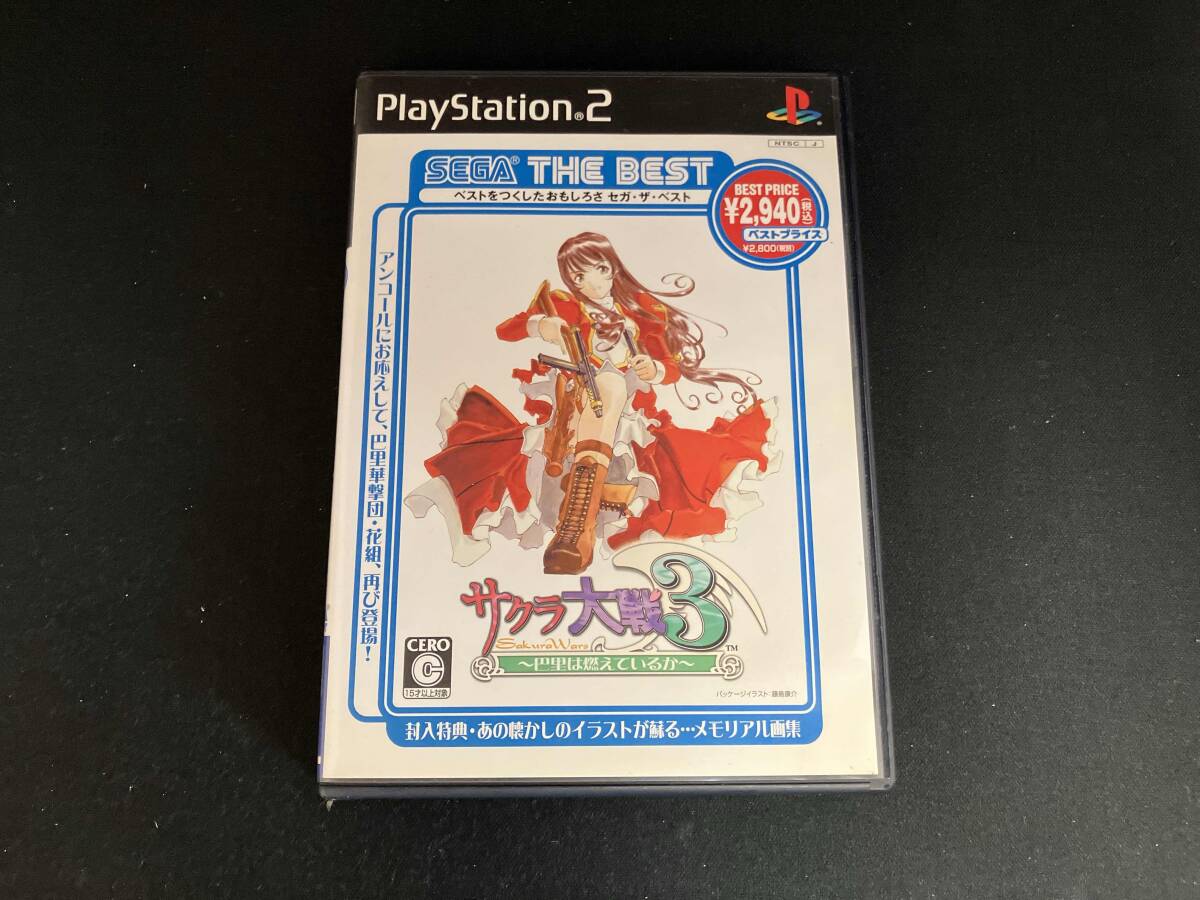 PlayStation®2
NTSC J
SEGA® THE BEST
ベストをつくしたおもしろさ セガ・ザ・ベスト
BEST PRICE
¥2,940(税込)
ベストプライス
¥2,800(税別)
アンコールにお応えして、巴里華撃団・花組、再び登場!
サクラ大戦3
Sakura Wars
TM
～巴里は燃えているか～
CERO
C
15才以上対象
パッケージイラスト:藤島康介
封入特典・あの懐かしのイラストが蘇る…メモリアル画集